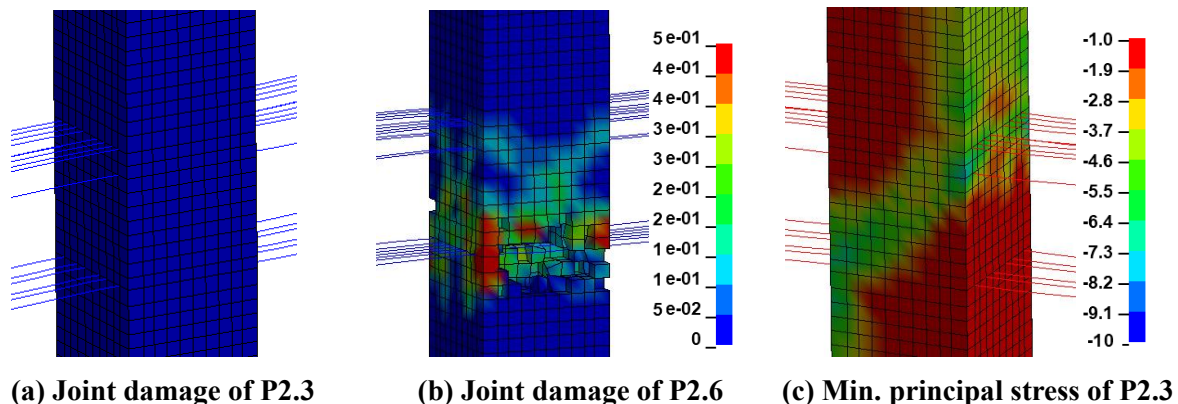 5e-01
4e-01
4e-01
3e-01
3e-01
2e-01
2e-01
1e-01
1e-01
5e-02
0
-1.0
-1.9
-2.8
-3.7
-4.6
-5.5
-6.4
-7.3
-8.2
-9.1
-10
(a) Joint damage of P2.3
(b) Joint damage of P2.6
(c) Min. principal stress of P2.3